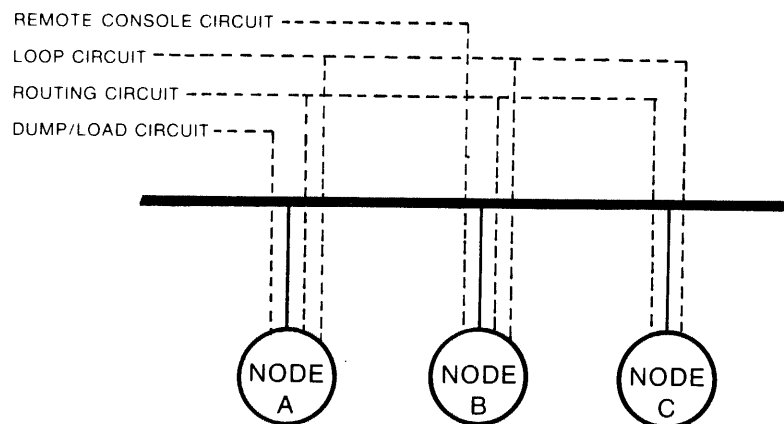 REMOTE CONSOLE CIRCUIT
LOOP CIRCUIT
ROUTING CIRCUIT
DUMP/LOAD CIRCUIT
NODE
A
NODE
B
NODE
C